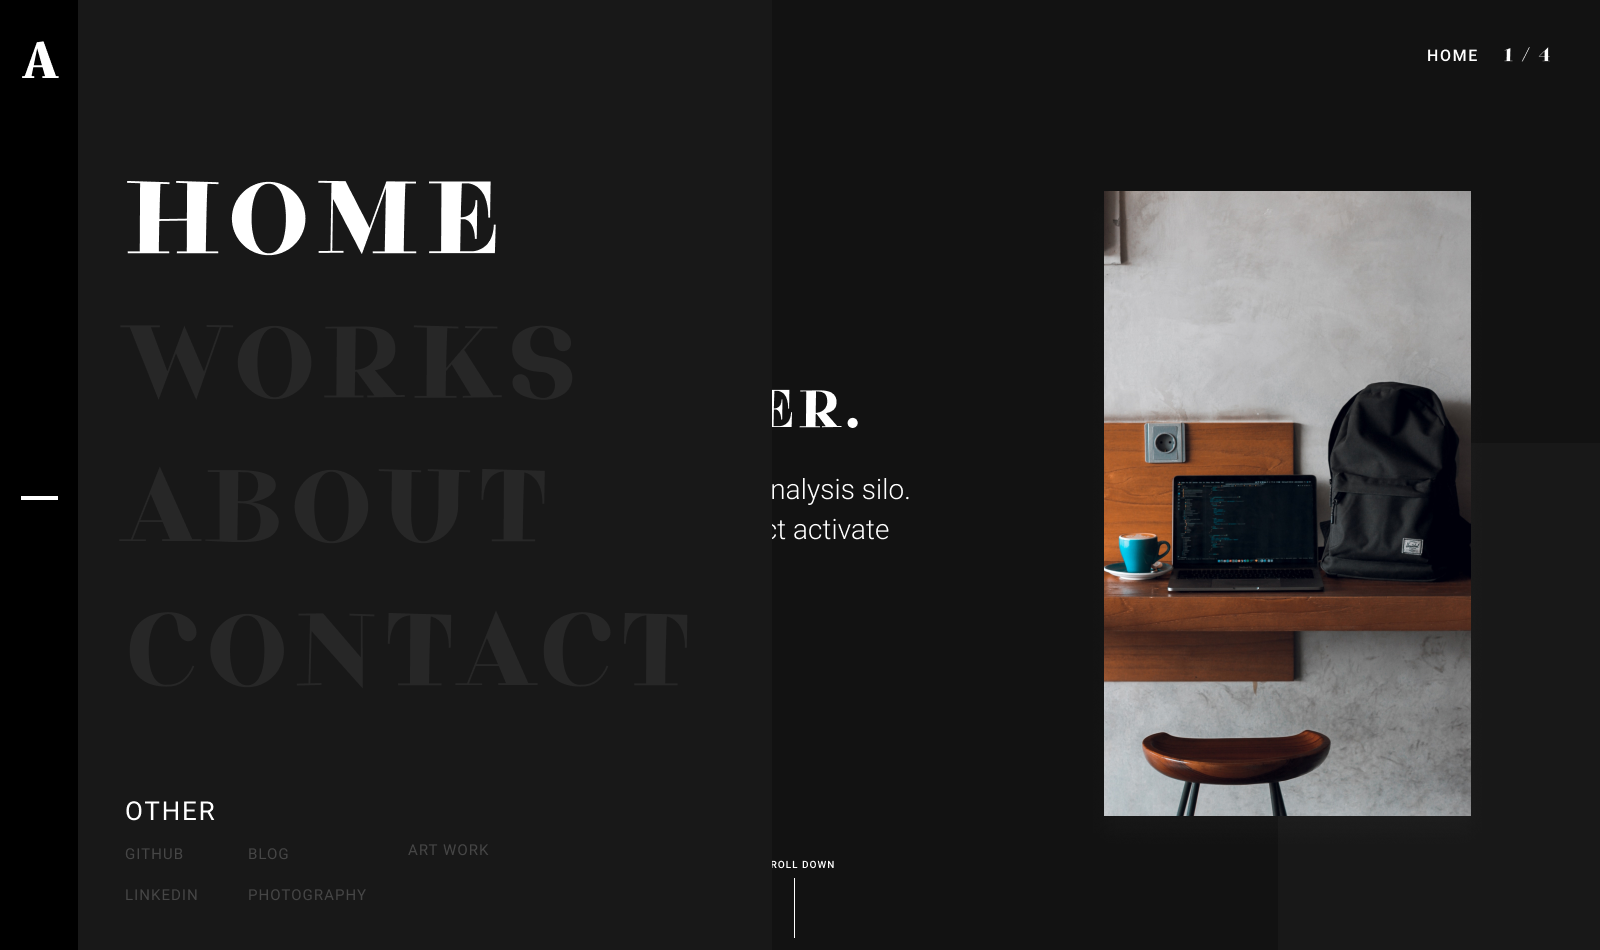 A
HOME 1 / 4
HOME
WORKS
ABOUT
CONTACT
ER.
nalysis silo.
ct activate
OTHER
GITHUB BLOG ART WORK
LINKEDIN PHOTOGRAPHY
ROLL DOWN